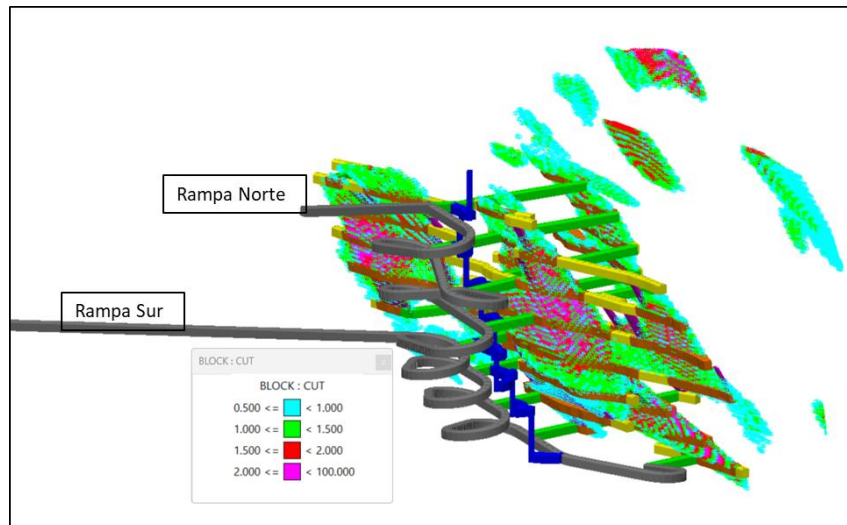 Rampa Norte
Rampa Sur
BLOCK : CUT
BLOCK : CUT
0.500 <= < 1.000
1.000 <= < 1.500
1.500 <= < 2.000
2.000 <= < 100.000